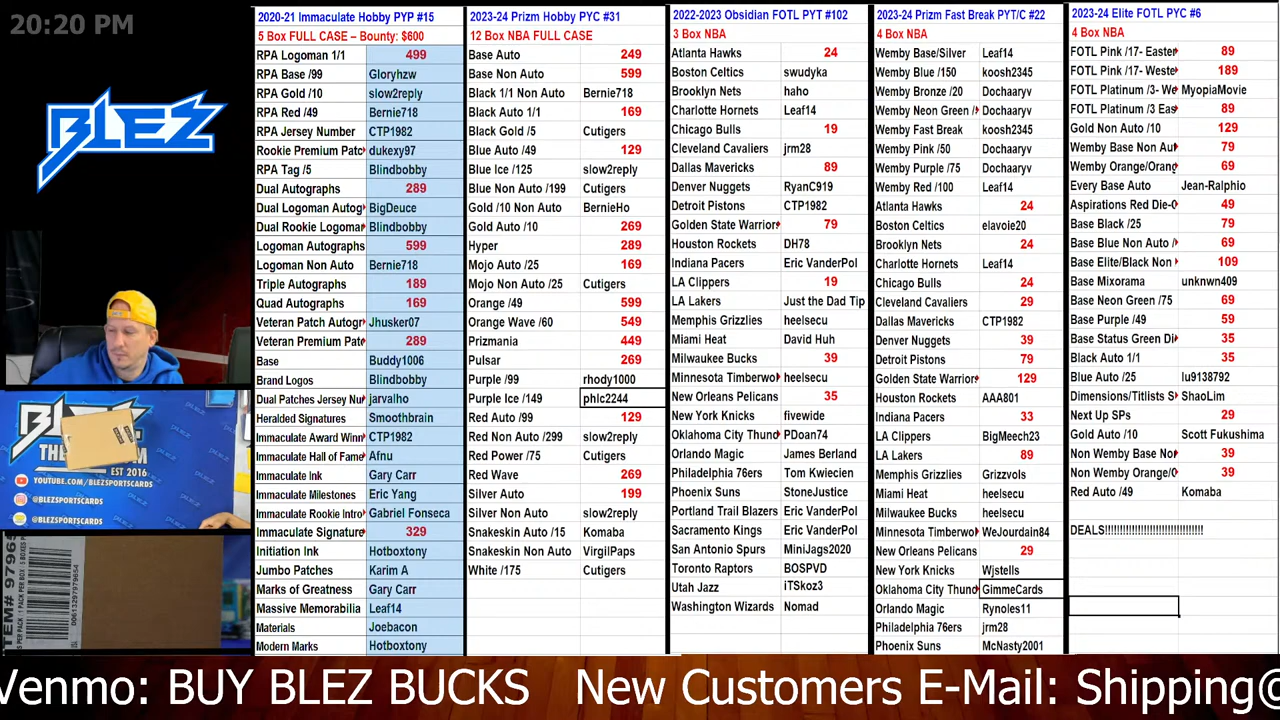 20:20 PM
BLEZ
BLEZ
THE
EST 2016
YOUTUBE.COM/BLEZSPORTSCARDS
@BLEZSPORTSCARDS
@BLEZSPORTSCARDS
ITEM# 97965
2020-21 Immaculate Hobby PYP #15
5 Box FULL CASE – Bounty: $600
RPA Logoman 1/1 499
RPA Base /99 Gloryhzw
RPA Gold /10 slow2reply
RPA Red /49 Bernie718
RPA Jersey Number CTP1982
Rookie Premium Patc dukexy97
RPA Tag /5 Blindbobby
Dual Autographs 289
Dual Logoman Autog BigDeuce
Dual Rookie Logoma Blindbobby
Logoman Autographs 599
Logoman Non Auto Bernie718
Triple Autographs 189
Quad Autographs 169
Veteran Patch Autogr Jhusker07
Veteran Premium Pat 289
Base Buddy1006
Brand Logos Blindbobby
Dual Patches Jersey Nu jarvalho
Heralded Signatures Smoothbrain
Immaculate Award Winn CTP1982
Immaculate Hall of Fame Afnu
Immaculate Ink Gary Carr
Immaculate Milestones Eric Yang
Immaculate Rookie Intro Gabriel Fonseca
Immaculate Signature 329
Initiation Ink Hotboxtony
Jumbo Patches Karim A
Marks of Greatness Gary Carr
Massive Memorabilia Leaf14
Materials Joebacon
Modern Marks Hotboxtony
2023-24 Prizm Hobby PYC #31
12 Box NBA FULL CASE
Base Auto 249
Base Non Auto 599
Black 1/1 Non Auto Bernie718
Black Auto 1/1 169
Black Gold /5 Cutigers
Blue Auto /49 129
Blue Ice /125 slow2reply
Blue Non Auto /199 Cutigers
Gold /10 Non Auto BernieHo
Gold Auto /10 269
Hyper 289
Mojo Auto /25 169
Mojo Non Auto /25 Cutigers
Orange /49 599
Orange Wave /60 549
Prizmania 449
Pulsar 269
Purple /99 rhody1000
Purple Ice /149 phlc2244
Red Auto /99 129
Red Non Auto /299 slow2reply
Red Power /75 Cutigers
Red Wave 269
Silver Auto 199
Silver Non Auto slow2reply
Snakeskin Auto /15 Komaba
Snakeskin Non Auto VirgilPaps
White /175 Cutigers
2022-2023 Obsidian FOTL PYT #102
3 Box NBA
Atlanta Hawks 24
Boston Celtics swudyka
Brooklyn Nets haho
Charlotte Hornets Leaf14
Chicago Bulls 19
Cleveland Cavaliers jrm28
Dallas Mavericks 89
Denver Nuggets RyanC919
Detroit Pistons CTP1982
Golden State Warrior 79
Houston Rockets DH78
Indiana Pacers Eric VanderPol
LA Clippers 19
LA Lakers Just the Dad Tip
Memphis Grizzlies heelsecu
Miami Heat David Huh
Milwaukee Bucks 39
Minnesota Timberwo heelsecu
New Orleans Pelicans 35
New York Knicks fivewide
Oklahoma City Thund PDoan74
Orlando Magic James Berland
Philadelphia 76ers Tom Kwiecien
Phoenix Suns StoneJustice
Portland Trail Blazers Eric VanderPol
Sacramento Kings Eric VanderPol
San Antonio Spurs MiniJags2020
Toronto Raptors BOSPVD
Utah Jazz iTSkoz3
Washington Wizards Nomad
2023-24 Prizm Fast Break PYT/C #22
4 Box NBA
Wemby Base/Silver Leaf14
Wemby Blue /150 koosh2345
Wemby Bronze /20 Dochaaryv
Wemby Neon Green / Dochaaryv
Wemby Fast Break koosh2345
Wemby Pink /50 Dochaaryv
Wemby Purple /75 Dochaaryv
Wemby Red /100 Leaf14
Atlanta Hawks 24
Boston Celtics elavoie20
Brooklyn Nets 24
Charlotte Hornets Leaf14
Chicago Bulls 24
Cleveland Cavaliers 29
Dallas Mavericks CTP1982
Denver Nuggets 39
Detroit Pistons 79
Golden State Warrior 129
Houston Rockets AAA801
Indiana Pacers 33
LA Clippers BigMeech23
LA Lakers 89
Memphis Grizzlies Grizzvols
Miami Heat heelsecu
Milwaukee Bucks heelsecu
Minnesota Timberwo WeJourdain84
New Orleans Pelicans 29
New York Knicks Wjstells
Oklahoma City Thund GimmeCards
Orlando Magic Rynoles11
Philadelphia 76ers jrm28
Phoenix Suns McNasty2001
2023-24 Elite FOTL PYC #6
4 Box NBA
FOTL Pink /17- Easter 89
FOTL Pink /17- Weste 189
FOTL Platinum /3- We MyopiaMovie
FOTL Platinum /3 Eas 89
Gold Non Auto /10 129
Wemby Base Non Au 79
Wemby Orange/Orang 69
Every Base Auto Jean-Ralphio
Aspirations Red Die-C 49
Base Black /25 79
Base Blue Non Auto / 69
Base Elite/Black Non 109
Base Mixorama unknwn409
Base Neon Green /75 69
Base Purple /49 59
Base Status Green Di 35
Black Auto 1/1 35
Blue Auto /25 lu9138792
Dimensions/Titlists S ShaoLim
Next Up SPs 29
Gold Auto /10 Scott Fukushima
Non Wemby Base Non 39
Non Wemby Orange/O 39
Red Auto /49 Komaba
DEALS!!!!!!!!!!!!!!!!!!!!!!!!!!!!!!!!!!
Venmo: BUY BLEZ BUCKS New Customers E-Mail: Shipping@